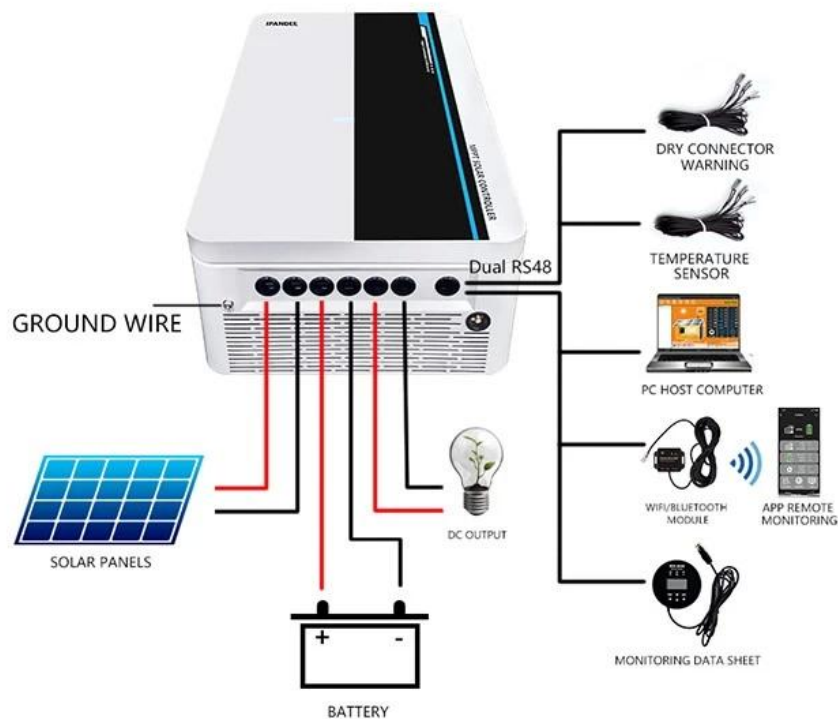 IPANDEE
MPPT SOLAR CONTROLLER
DRY CONNECTOR
WARNING
TEMPERATURE
SENSOR
Dual RS48
GROUND WIRE
PC HOST COMPUTER
WIFI/BLUETOOTH
MODULE
APP REMOTE
MONITORING
SOLAR PANELS
DC OUTPUT
+ -
BATTERY
MONITORING DATA SHEET